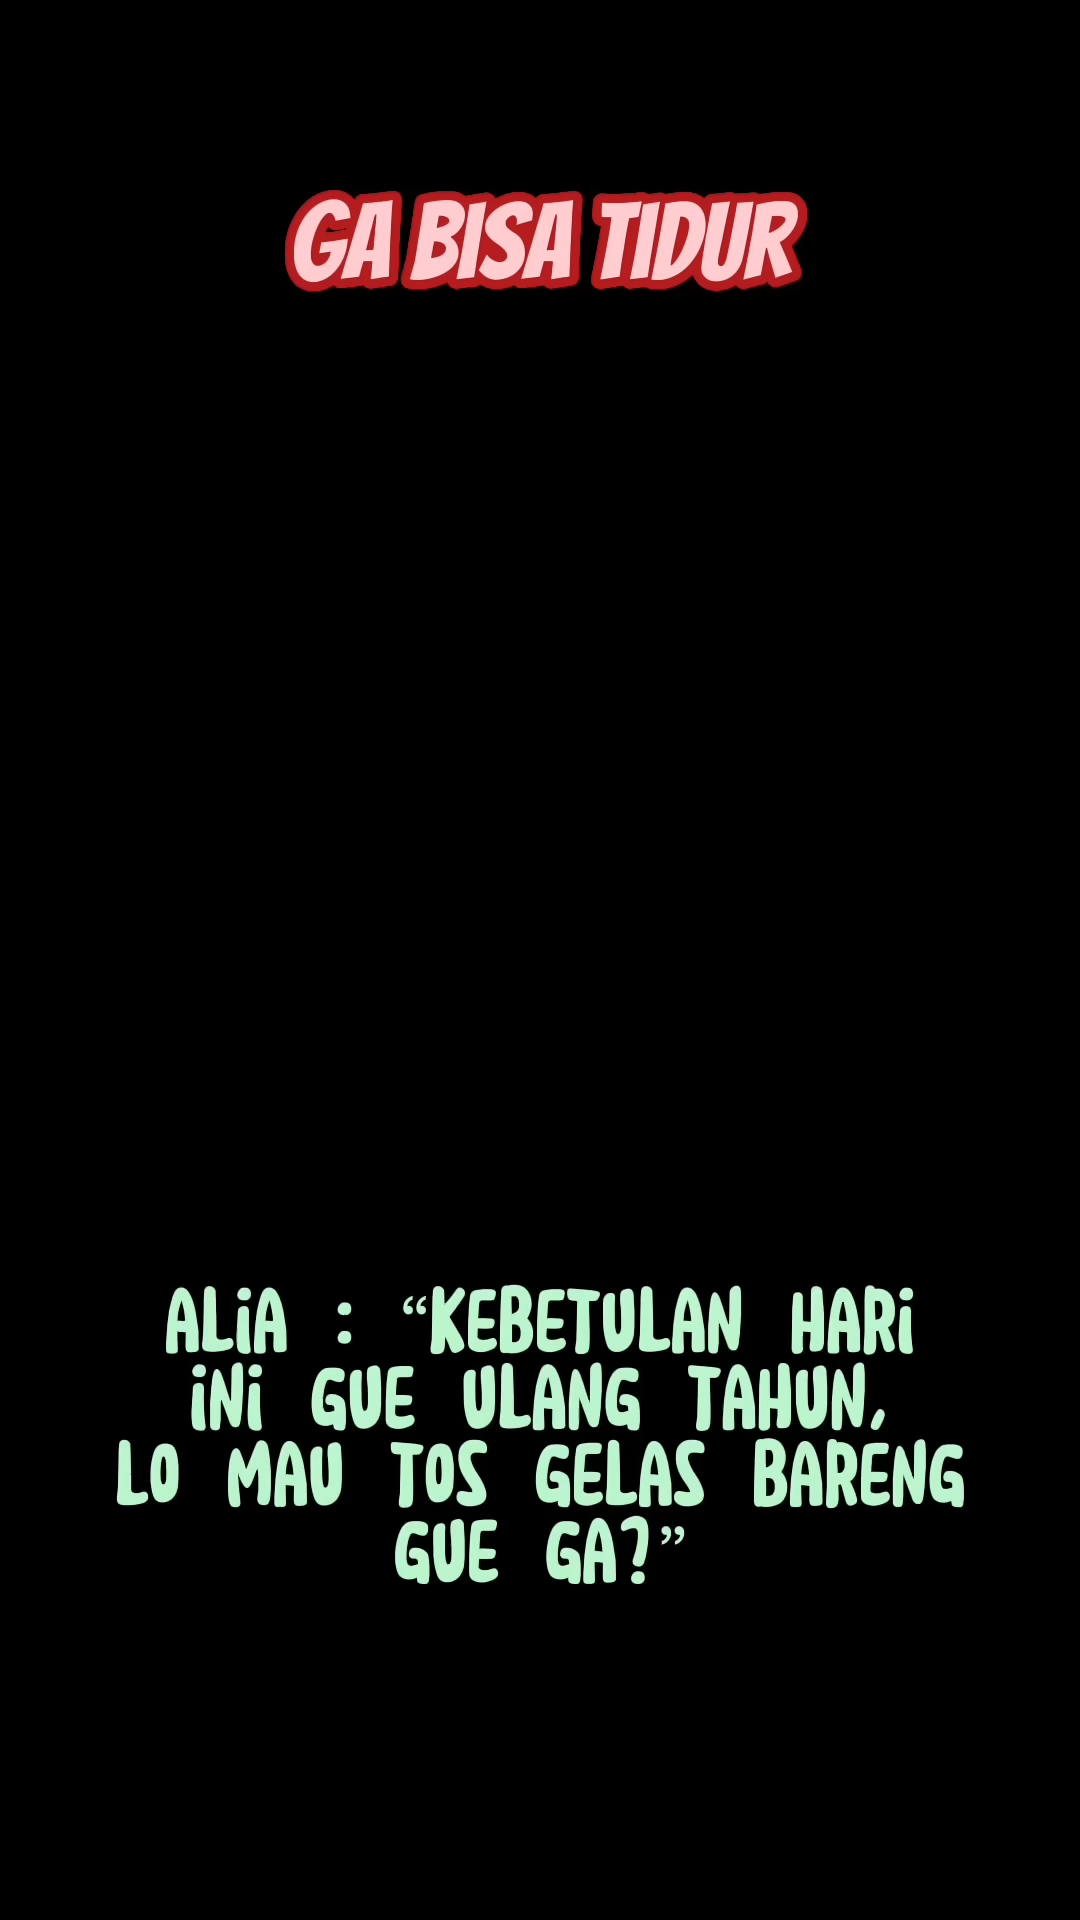 GA BISA TIDUR
ALiA : “KEBETULAN HARi
iNi GUE ULANG TAHUN,
LO MAU TOS GELAS BARENG
GUE GA?”